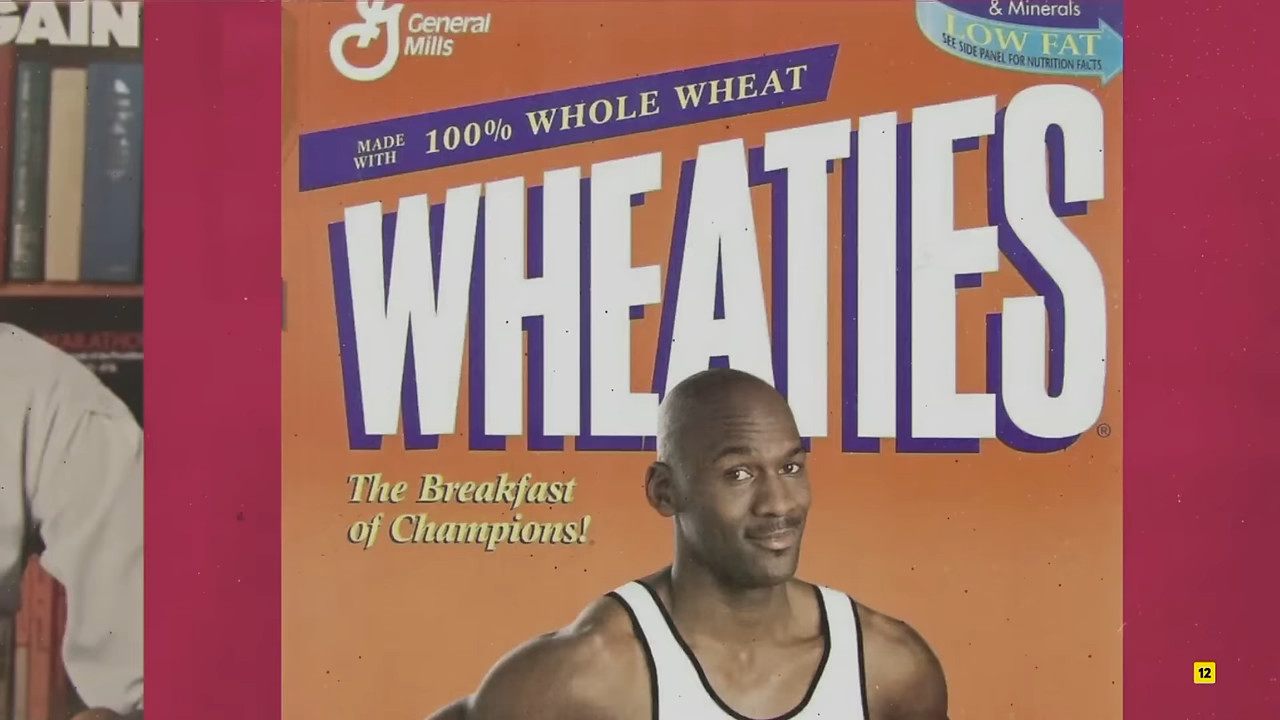 GAIN
General
Mills
& Minerals
LOW FAT
SEE SIDE PANEL FOR NUTRITION FACTS
MADE
WITH
100% WHOLE WHEAT
WHEATIES®
The Breakfast
of Champions!
MARATHON
12